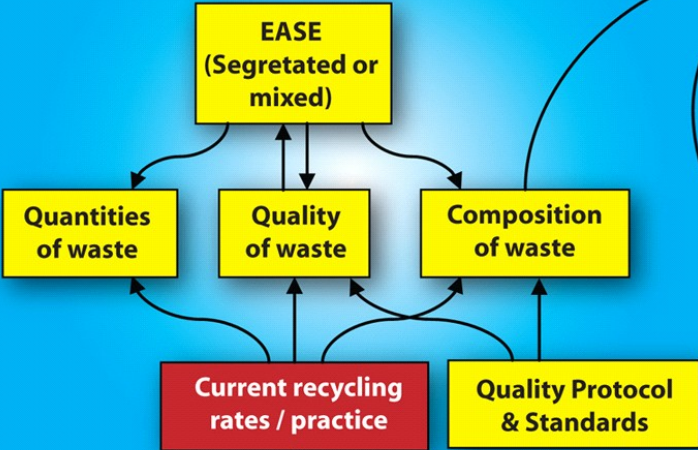 EASE
(Segretated or
mixed)
Quantities
of waste
Quality
of waste
Composition
of waste
Current recycling
rates / practice
Quality Protocol
& Standards